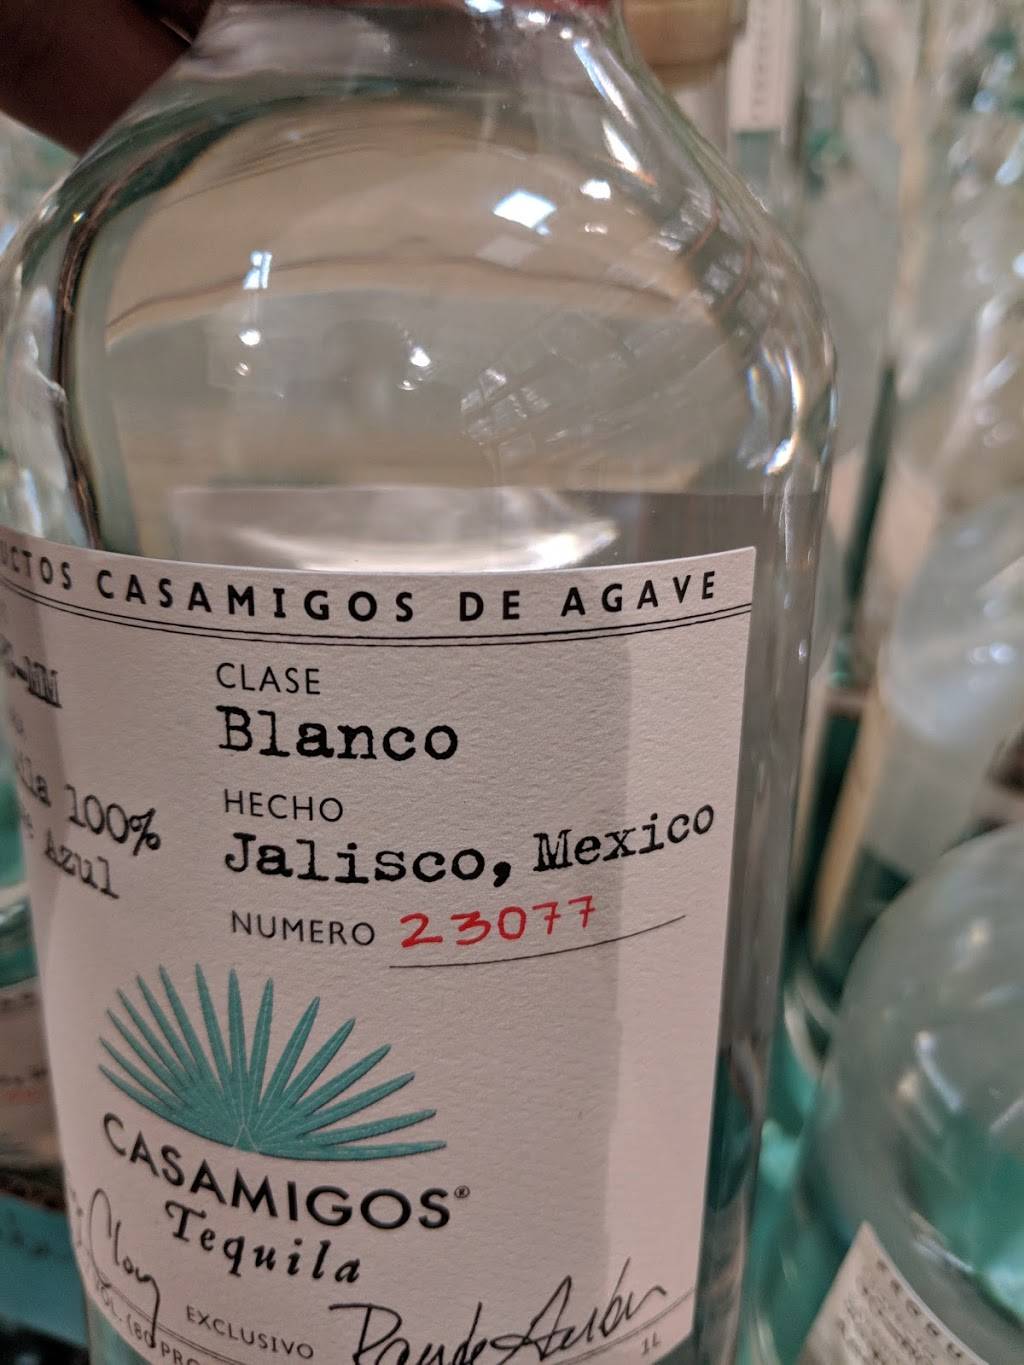 CASAMIGOS DE AGAVE
CLASE
Blanco
HECHO
Jalisco, Mexico
NUMERO 23077
100%
Azul
CASAMIGOS®
Tequila
EXCLUSIVO
1L